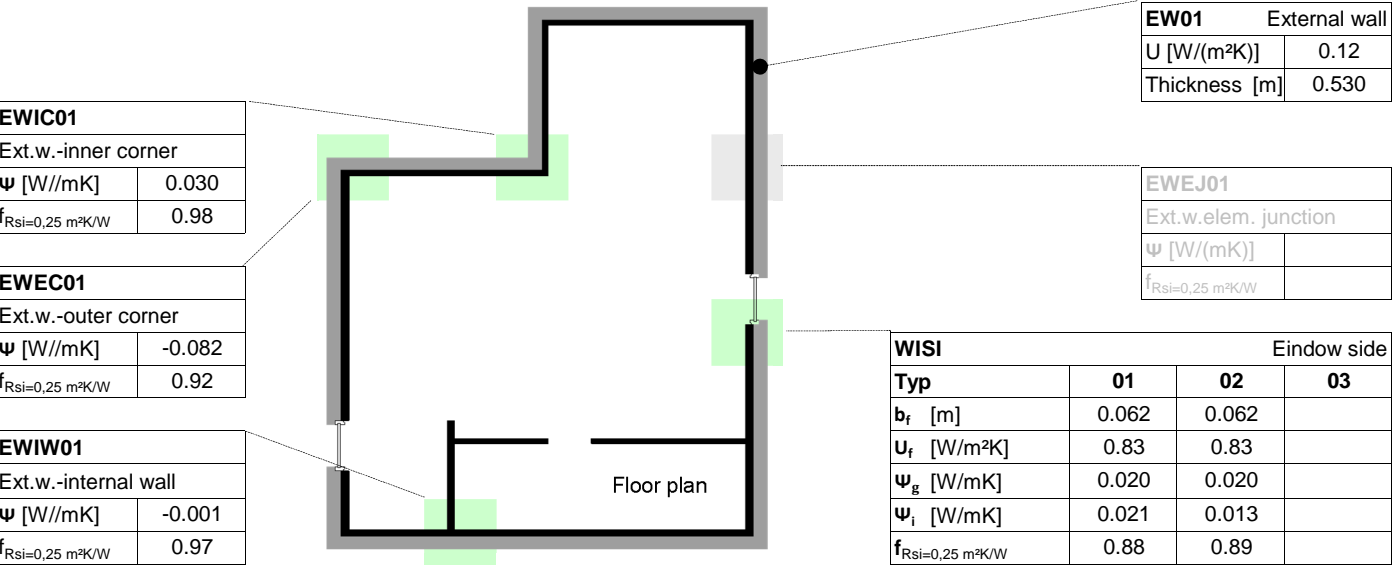 EW01 External wall
U [W/(m²K)] 0.12
Thickness [m] 0.530
EWIC01
Ext.w.-inner corner
Ψ [W//mK] 0.030
fRsi=0,25 m²K/W 0.98
EWEJ01
Ext.w.elem. junction
Ψ [W/(mK)]
fRsi=0,25 m²K/W
EWEC01
Ext.w.-outer corner
Ψ [W//mK] -0.082
fRsi=0,25 m²K/W 0.92
WISI Eindow side
Typ 01 02 03
bf [m] 0.062 0.062
Uf [W/m²K] 0.83 0.83
Ψg [W/mK] 0.020 0.020
Ψi [W/mK] 0.021 0.013
fRsi=0,25 m²K/W 0.88 0.89
EWIW01
Ext.w.-internal wall
Ψ [W//mK] -0.001
fRsi=0,25 m²K/W 0.97
Floor plan